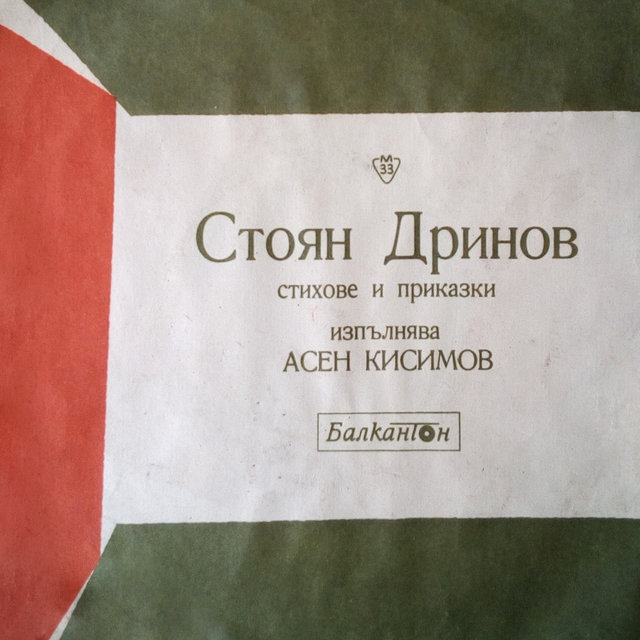 М
33
Стоян Дринов
стихове и приказки
изпълнява
АСЕН КИСИМОВ
Балкантон